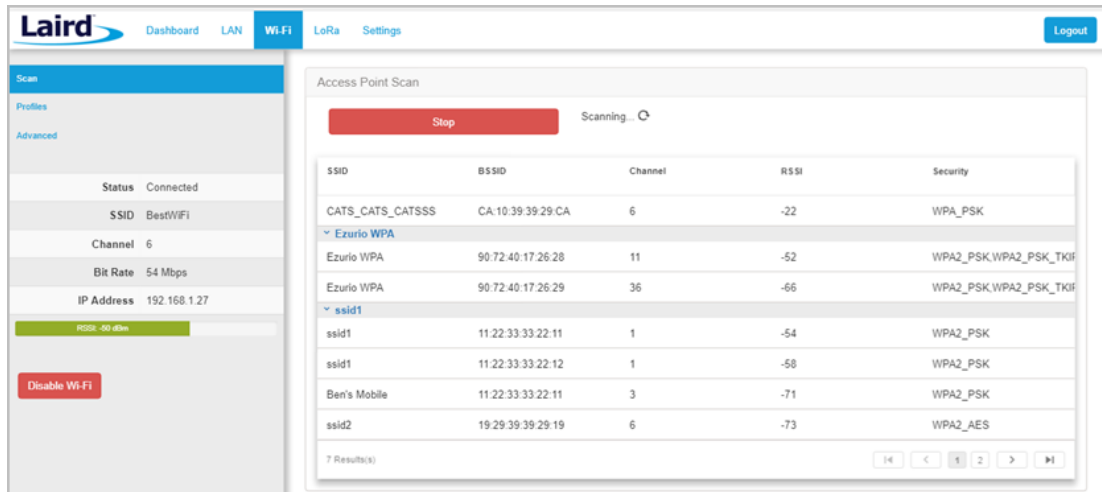 Laird
Dashboard LAN Wi-Fi LoRa Settings Logout
Scan
Profiles
Advanced
Status Connected
SSID BestWiFi
Channel 6
Bit Rate 54 Mbps
IP Address 192.168.1.27
RSSI: -50 dBm
Disable Wi-Fi
Access Point Scan
Stop Scanning...
SSID BSSID Channel RSSI Security
CATS_CATS_CATSSS CA:10:39:39:29:CA 6 -22 WPA_PSK
Ezurio WPA
Ezurio WPA 90:72:40:17:26:28 11 -52 WPA2_PSK,WPA2_PSK_TKIF
Ezurio WPA 90:72:40:17:26:29 36 -66 WPA2_PSK,WPA2_PSK_TKIF
ssid1
ssid1 11:22:33:33:22:11 1 -54 WPA2_PSK
ssid1 11:22:33:33:22:12 1 -58 WPA2_PSK
Ben's Mobile 11:22:33:33:22:11 3 -71 WPA2_PSK
ssid2 19:29:39:39:29:19 6 -73 WPA2_AES
7 Results(s) 1 2